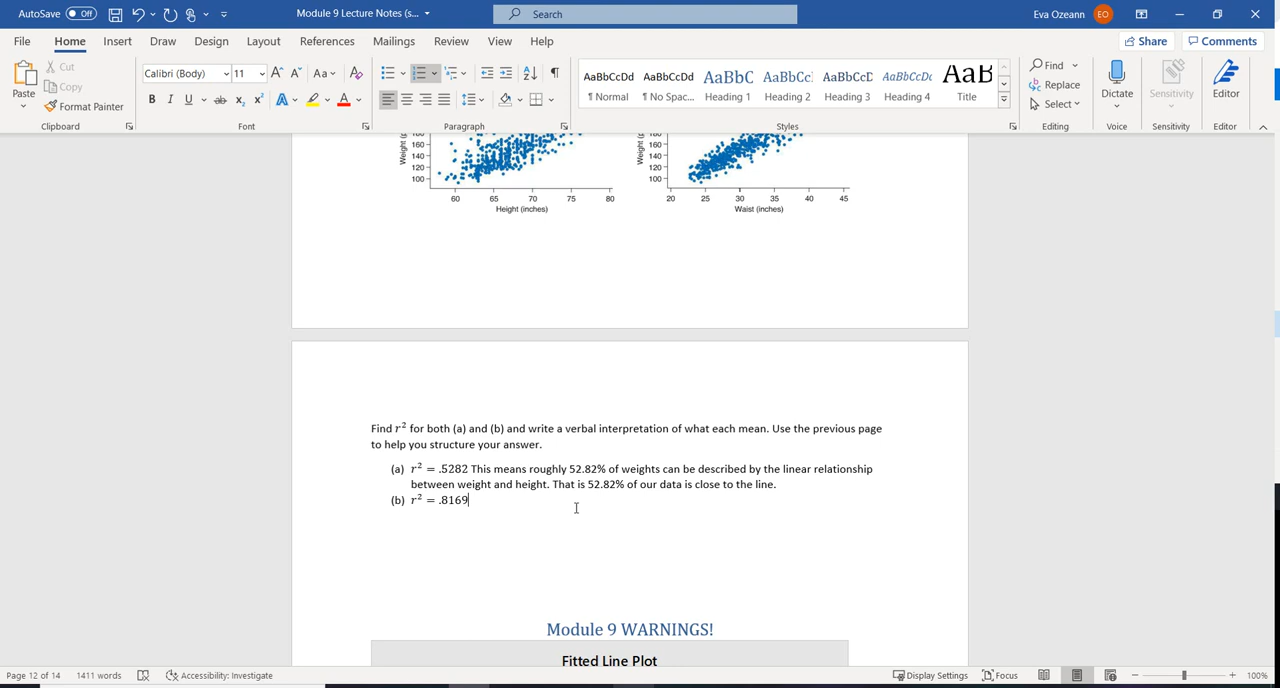 AutoSave Off Module 9 Lecture Notes (s... Search Eva Ozeann EO
File Home Insert Draw Design Layout References Mailings Review View Help Share Comments
Paste Cut Copy Format Painter
Calibri (Body) 11 Aa
B I U ab x₂ x² A A
AaBbCcDd AaBbCcDd AaBbC AaBbCc AaBbCcD AaBbCcDd AaB
¶ Normal ¶ No Spac... Heading 1 Heading 2 Heading 3 Heading 4 Title
Find Replace Select
Dictate Sensitivity Editor
Clipboard Font Paragraph Styles Editing Voice Sensitivity Editor
180 180
160 160
140 140
120 120
100 100
60 65 70 75 80 20 25 30 35 40 45
Height (inches) Waist (inches)
Find r² for both (a) and (b) and write a verbal interpretation of what each mean. Use the previous page
to help you structure your answer.
(a) r² = .5282 This means roughly 52.82% of weights can be described by the linear relationship
between weight and height. That is 52.82% of our data is close to the line.
(b) r² = .8169
Module 9 WARNINGS!
Fitted Line Plot
Page 12 of 14 1411 words Accessibility: Investigate Display Settings Focus 100%